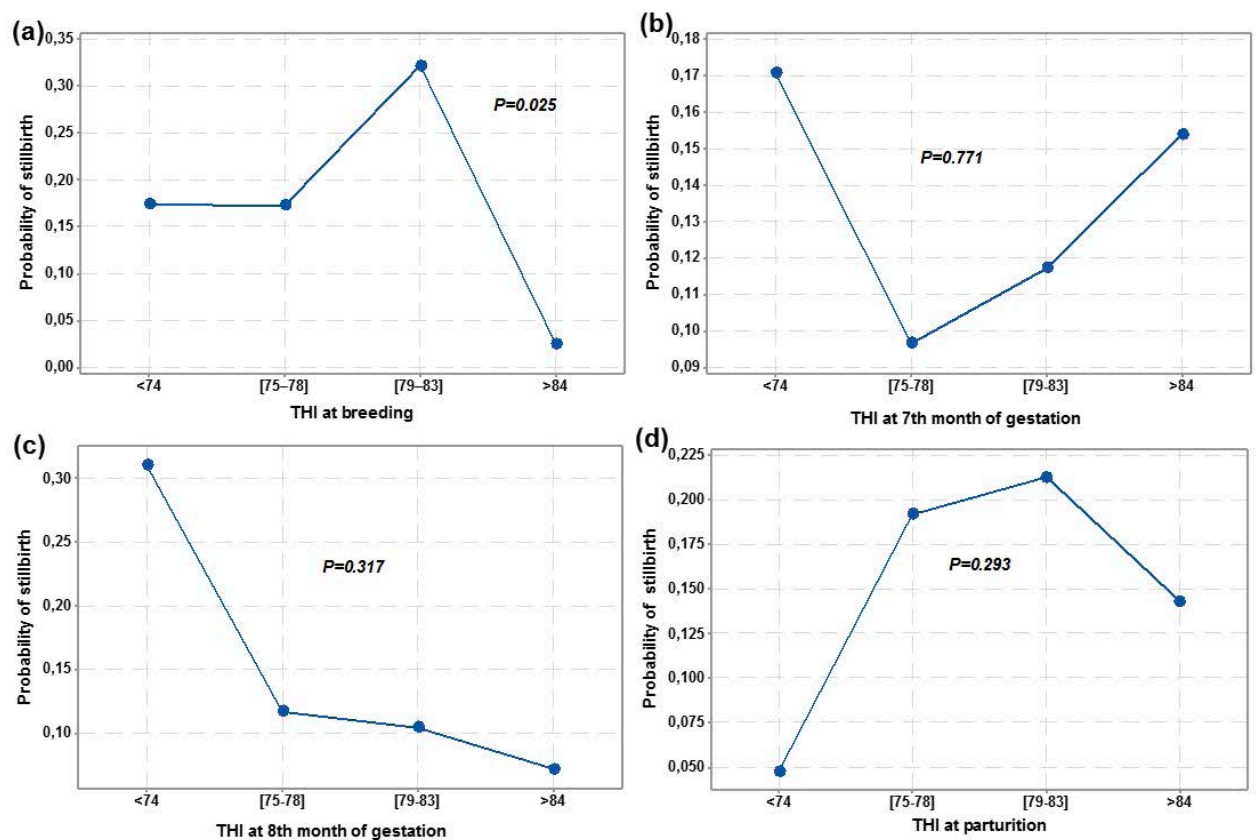 (a)
0,35
0,30
0,25
0,20
0,15
0,10
0,05
0,00
Probability of stillbirth
P=0.025
<74 [75–78] [79–83] >84
THI at breeding
(b)
0,18
0,17
0,16
0,15
0,14
0,13
0,12
0,11
0,10
0,09
Probability of stillbirth
P=0.771
<74 [75-78] [79-83] >84
THI at 7th month of gestation
(c)
0,30
0,20
0,15
0,10
Probability of stillbirth
P=0.317
<74 [75-78] [79-83] >84
THI at 8th month of gestation
(d)
0,225
0,200
0,175
0,150
0,125
0,100
0,075
0,050
Probability of stillbirth
P=0.293
<74 [75-78] [79-83] >84
THI at parturition